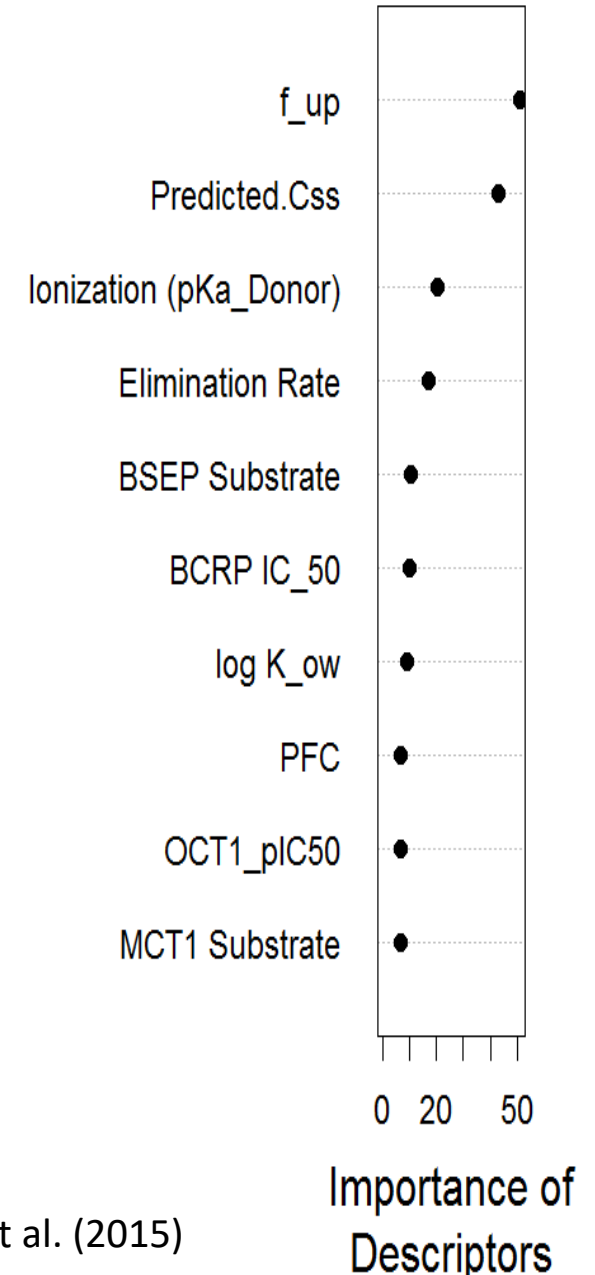 f_up
Predicted.Css
Ionization (pKa_Donor)
Elimination Rate
BSEP Substrate
BCRP IC_50
log K_ow
PFC
OCT1_pIC50
MCT1 Substrate
0 20 50
Importance of
Descriptors
t al. (2015)